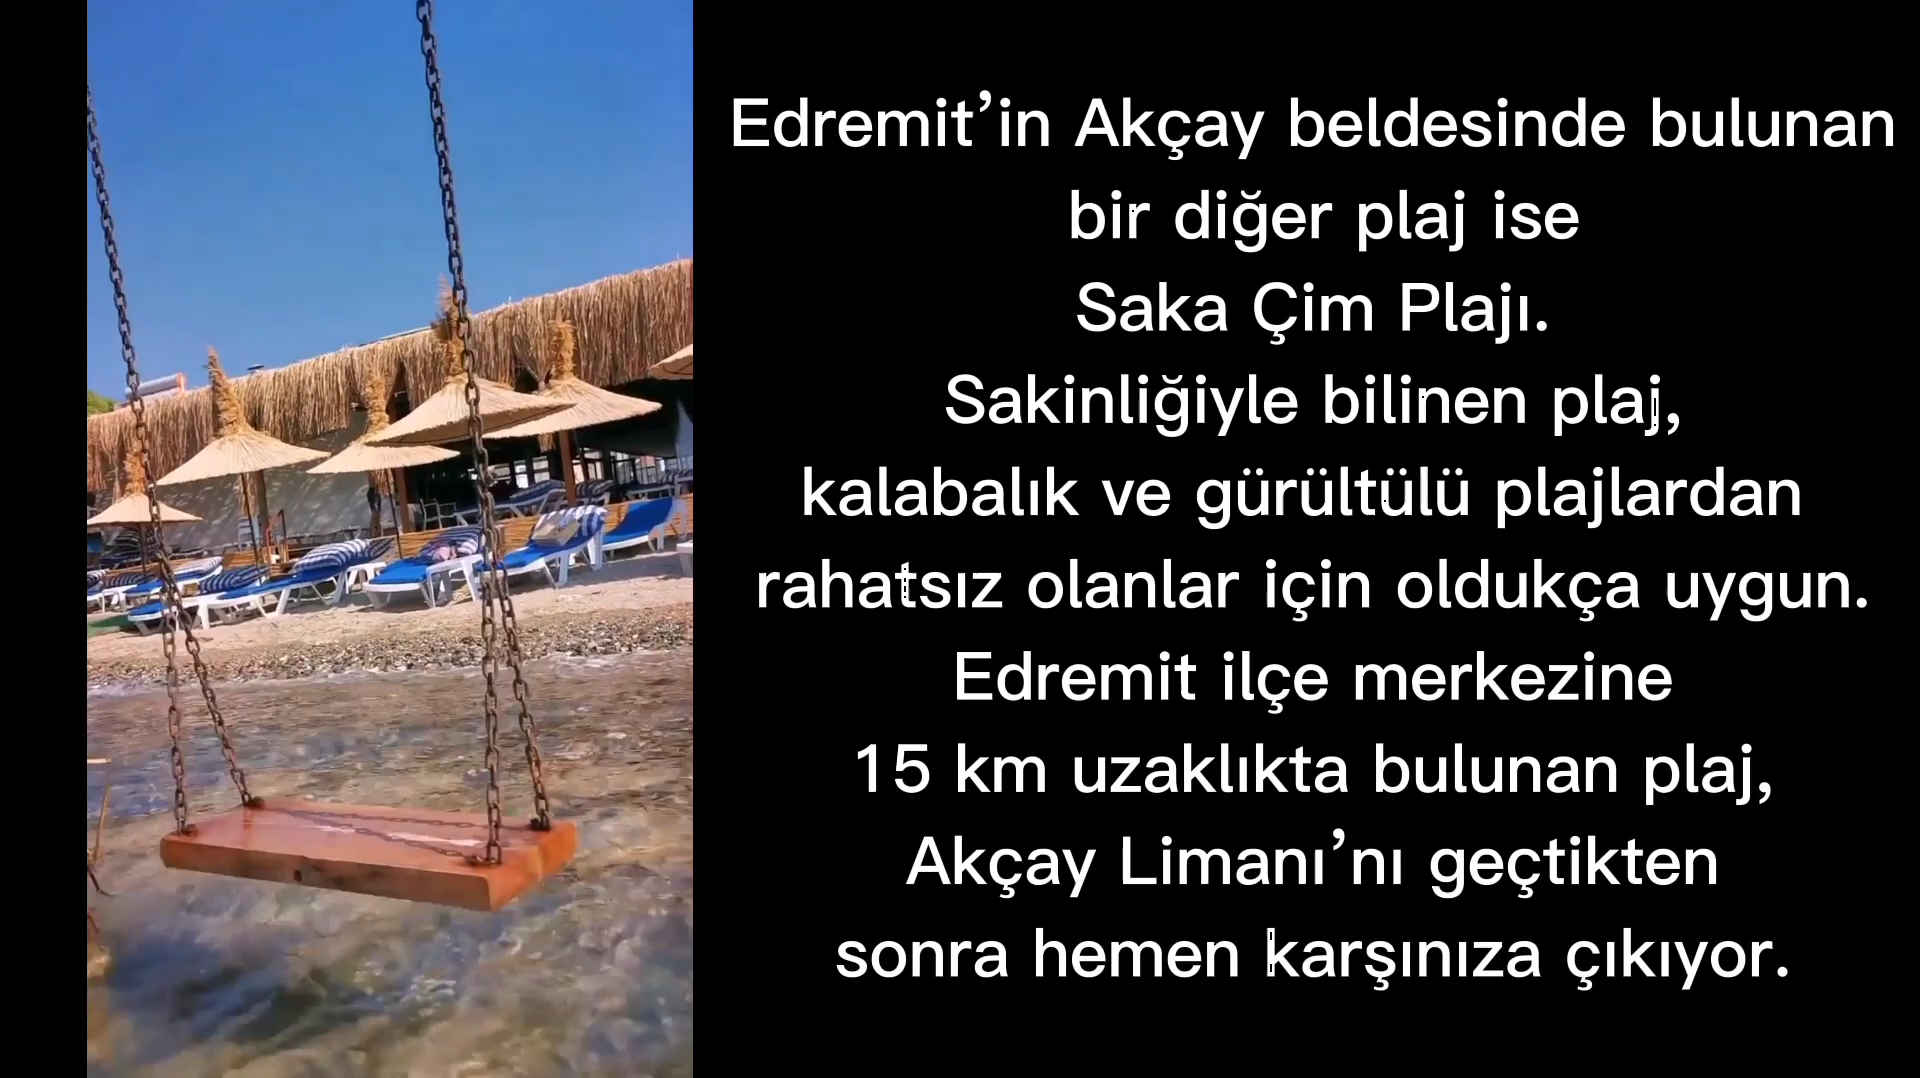 Edremit’in Akçay beldesinde bulunan
bir diğer plaj ise
Saka Çim Plajı.
Sakinliğiyle bilinen plaj,
kalabalık ve gürültülü plajlardan
rahatsız olanlar için oldukça uygun.
Edremit ilçe merkezine
15 km uzaklıkta bulunan plaj,
Akçay Limanı’nı geçtikten
sonra hemen karşınıza çıkıyor.